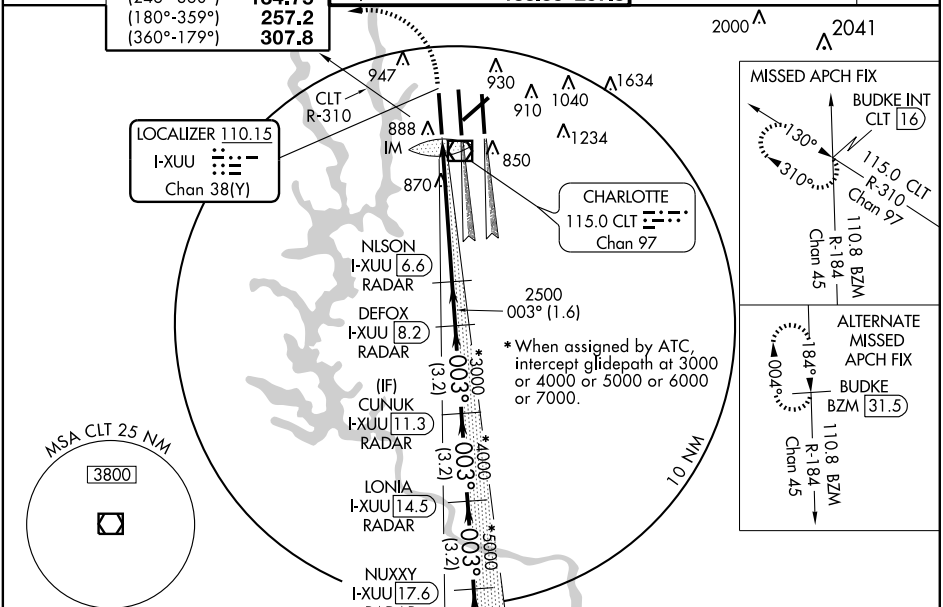 (180°-359°) 257.2
(360°-179°) 307.8
2000
2041
947
930
910
1040
1634
1234
CLT
R-310
888
IM
850
870
LOCALIZER 110.15
I-XUU
Chan 38(Y)
CHARLOTTE
115.0 CLT
Chan 97
NLSON
I-XUU 6.6
RADAR
2500
003° (1.6)
DEFOX
I-XUU 8.2
RADAR
* When assigned by ATC,
intercept glidepath at 3000
or 4000 or 5000 or 6000
or 7000.
*3000
003°
(3.2)
(IF)
CUNUK
I-XUU 11.3
RADAR
*4000
003°
(3.2)
LONIA
I-XUU 14.5
RADAR
*5000
003°
(3.2)
NUXXY
I-XUU 17.6
10 NM
MSA CLT 25 NM
3800
MISSED APCH FIX
BUDKE INT
CLT 16
130°
310°
115.0 CLT
R-310
Chan 97
110.8 BZM
R-184
Chan 45
ALTERNATE
MISSED
APCH FIX
184°
004°
BUDKE
BZM 31.5
110.8 BZM
R-184
Chan 45